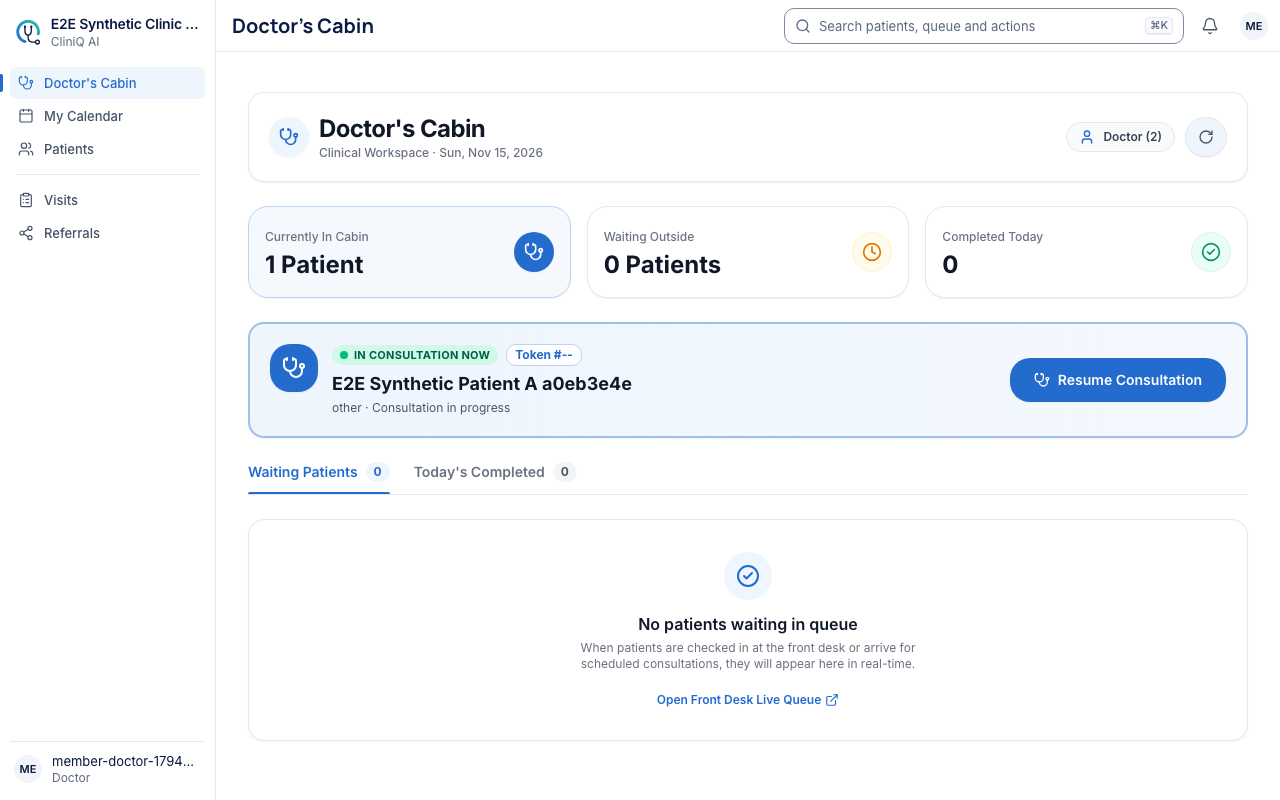 E2E Synthetic Clinic ...
CliniQ AI
Doctor's Cabin
My Calendar
Patients
Visits
Referrals
ME
member-doctor-1794...
Doctor
Doctor's Cabin
Search patients, queue and actions
⌘K
ME
Doctor's Cabin
Clinical Workspace · Sun, Nov 15, 2026
Doctor (2)
Currently In Cabin
1 Patient
Waiting Outside
0 Patients
Completed Today
0
IN CONSULTATION NOW
Token #--
E2E Synthetic Patient A a0eb3e4e
other · Consultation in progress
Resume Consultation
Waiting Patients 0
Today's Completed 0
No patients waiting in queue
When patients are checked in at the front desk or arrive for
scheduled consultations, they will appear here in real-time.
Open Front Desk Live Queue